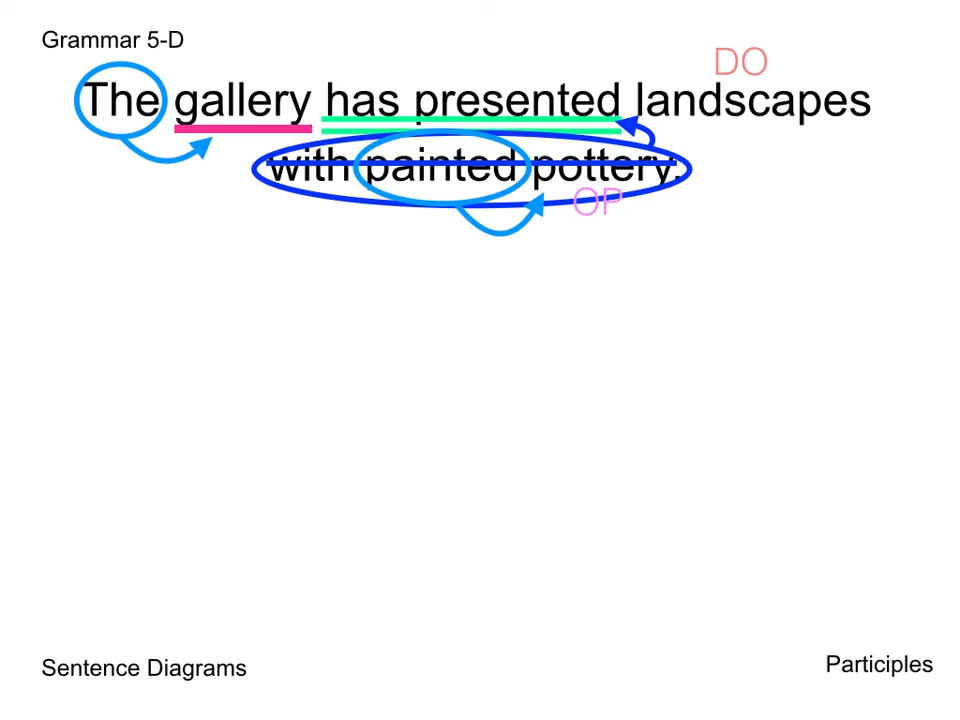 Grammar 5-D
DO
The gallery has presented landscapes
with painted pottery.
OP
Sentence Diagrams
Participles